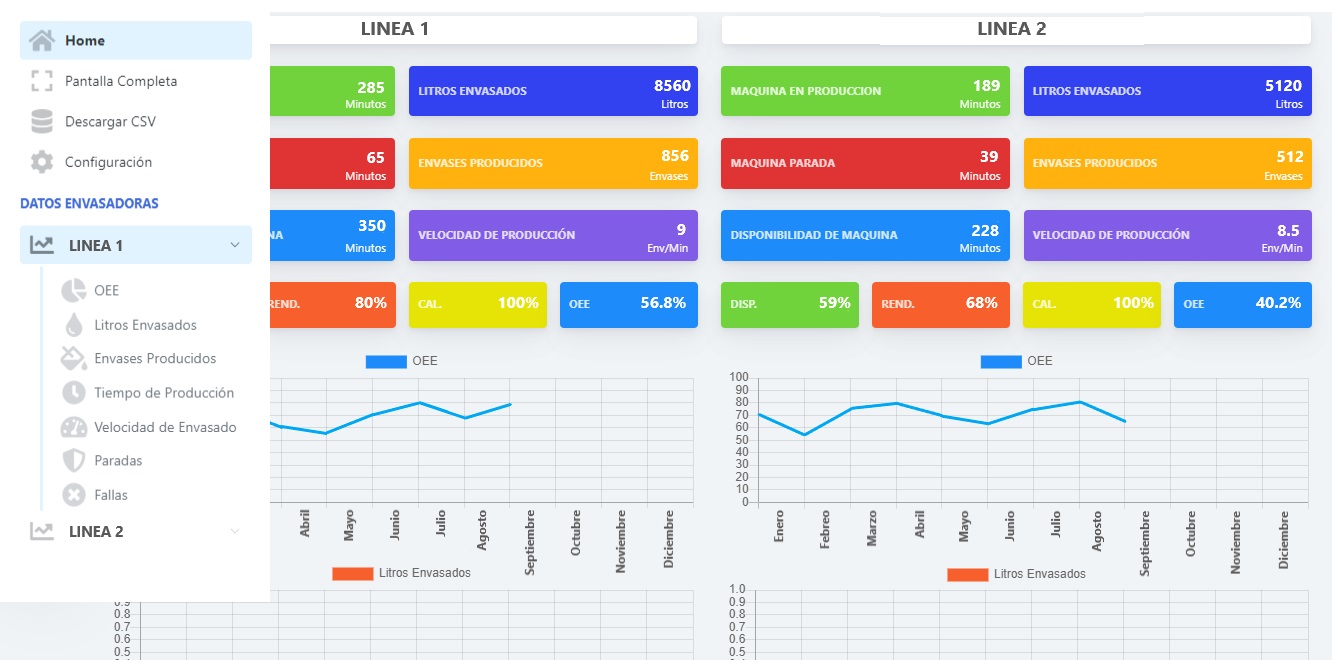 Home
Pantalla Completa
Descargar CSV
Configuración
DATOS ENVASADORAS
LINEA 1
OEE
Litros Envasados
Envases Producidos
Tiempo de Producción
Velocidad de Envasado
Paradas
Fallas
LINEA 2
LINEA 1
285
Minutos
LITROS ENVASADOS
8560
Litros
65
Minutos
ENVASES PRODUCIDOS
856
Envases
NA
350
Minutos
VELOCIDAD DE PRODUCCIÓN
9
Env/Min
REND.
80%
CAL.
100%
OEE
56.8%
OEE
Abril
Mayo
Junio
Julio
Agosto
Septiembre
Octubre
Noviembre
Diciembre
Litros Envasados
0.9
0.8
0.7
0.6
0.5
LINEA 2
MAQUINA EN PRODUCCION
189
Minutos
LITROS ENVASADOS
5120
Litros
MAQUINA PARADA
39
Minutos
ENVASES PRODUCIDOS
512
Envases
DISPONIBILIDAD DE MAQUINA
228
Minutos
VELOCIDAD DE PRODUCCIÓN
8.5
Env/Min
DISP.
59%
REND.
68%
CAL.
100%
OEE
40.2%
OEE
100
90
80
70
60
50
40
30
20
10
0
Enero
Febreo
Marzo
Abril
Mayo
Junio
Julio
Agosto
Septiembre
Octubre
Noviembre
Diciembre
Litros Envasados
1.0
0.9
0.8
0.7
0.6
0.5